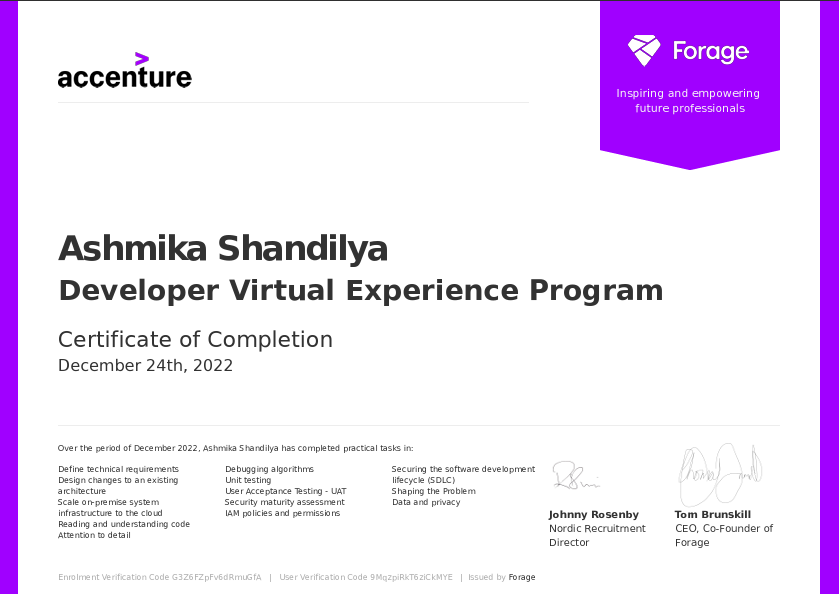 accenture
Forage
Inspiring and empowering
future professionals
Ashmika Shandilya
Developer Virtual Experience Program
Certificate of Completion
December 24th, 2022
Over the period of December 2022, Ashmika Shandilya has completed practical tasks in:
Define technical requirements
Design changes to an existing
architecture
Scale on-premise system
infrastructure to the cloud
Reading and understanding code
Attention to detail
Debugging algorithms
Unit testing
User Acceptance Testing - UAT
Security maturity assessment
IAM policies and permissions
Securing the software development
lifecycle (SDLC)
Shaping the Problem
Data and privacy
Johnny Rosenby
Nordic Recruitment
Director
Tom Brunskill
CEO, Co-Founder of
Forage
Enrolment Verification Code G3Z6FZpFv6dRmuGfA | User Verification Code 9MqzpiRkT6ziCkMYE | Issued by Forage